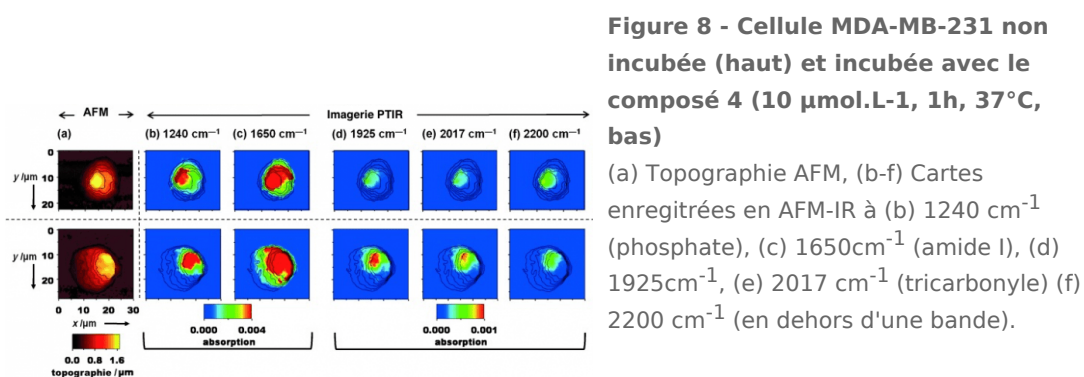 ← AFM →
Imagerie PTIR
(a)
(b) 1240 cm⁻¹
(c) 1650 cm⁻¹
(d) 1925 cm⁻¹
(e) 2017 cm⁻¹
(f) 2200 cm⁻¹
0
y/µm 10
20
0
y/µm 10
20
0 10 20 30
x/µm
0.0 0.8 1.6
topographie /µm
0.000 0.004
absorption
0.000 0.001
absorption
Figure 8 - Cellule MDA-MB-231 non
incubée (haut) et incubée avec le
composé 4 (10 µmol.L-1, 1h, 37°C,
bas)
(a) Topographie AFM, (b-f) Cartes
enregitrées en AFM-IR à (b) 1240 cm-1
(phosphate), (c) 1650cm-1 (amide I), (d)
1925cm-1, (e) 2017 cm-1 (tricarbonyle) (f)
2200 cm-1 (en dehors d'une bande).